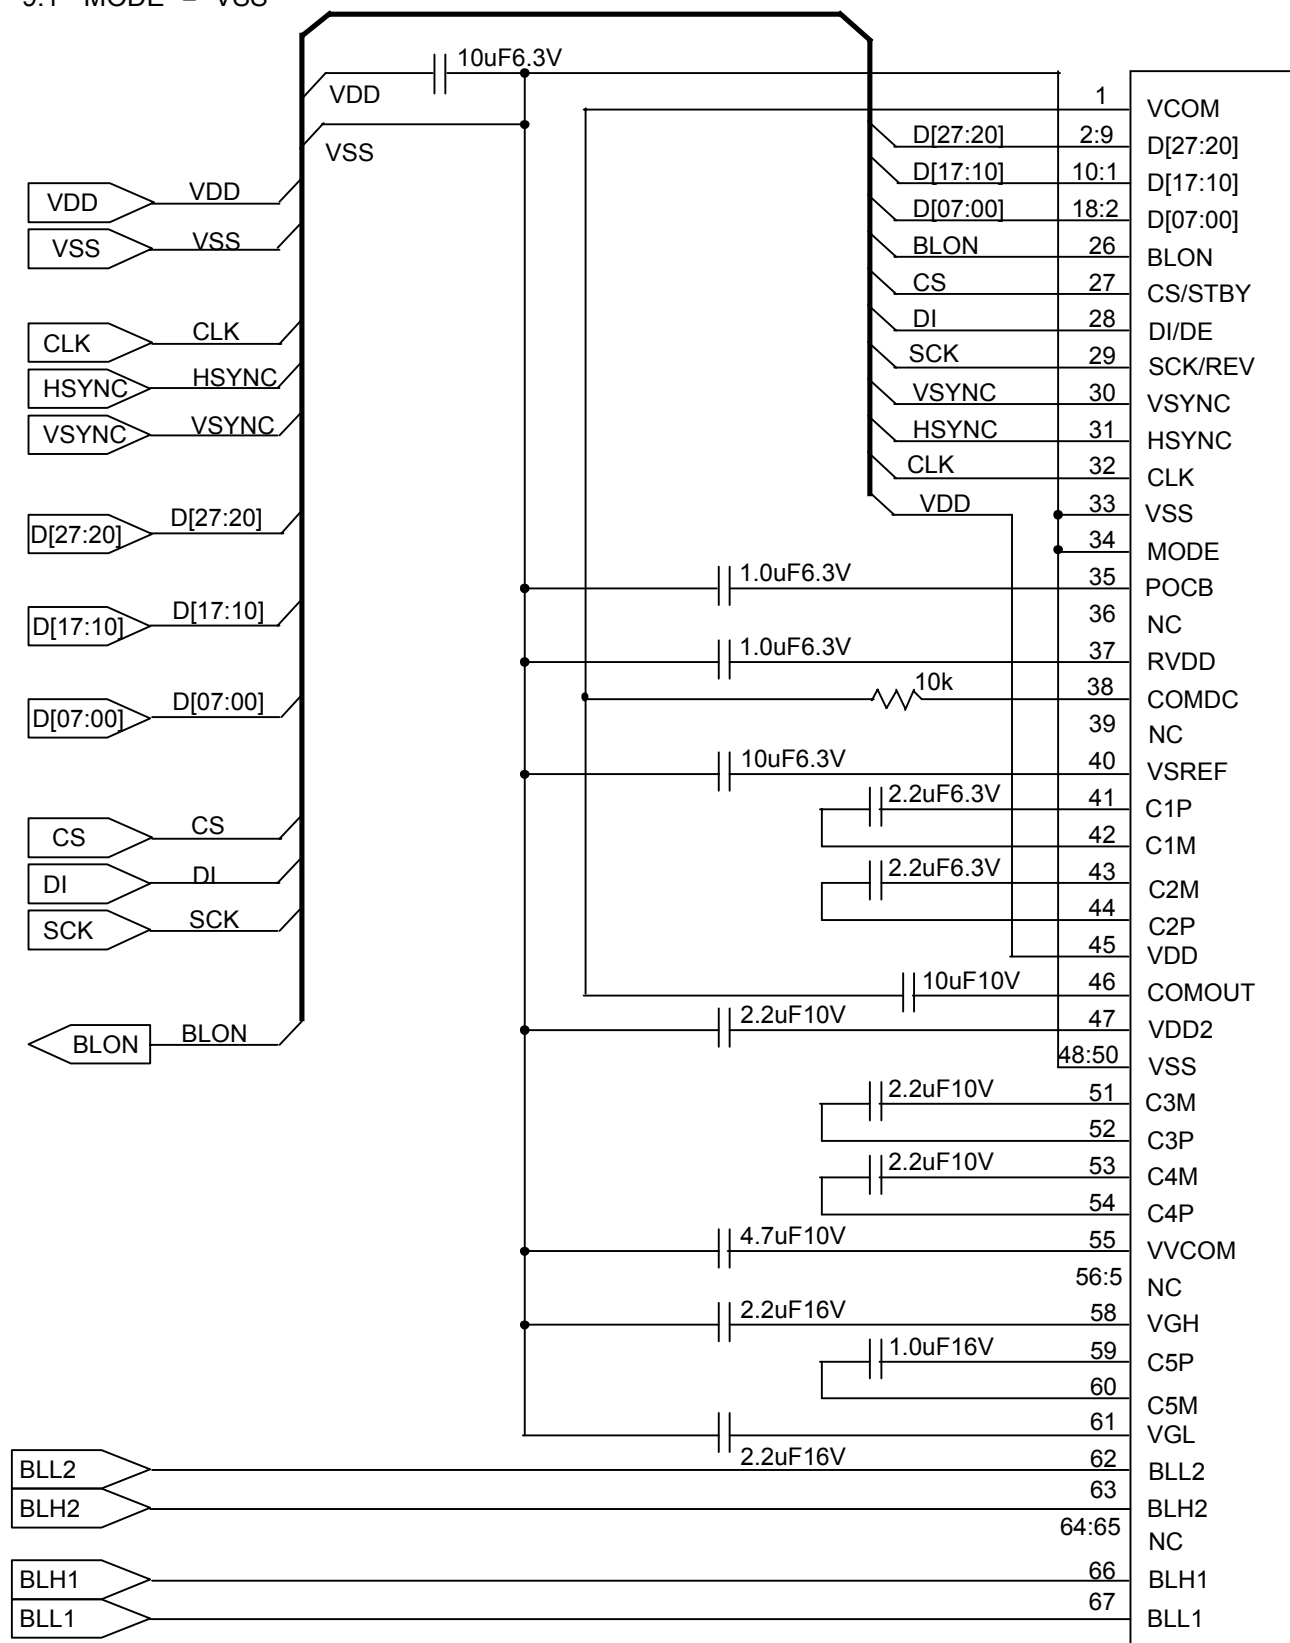 9.1 MODE = VSS
10uF6.3V
VDD
VSS
VDD VDD
VSS VSS
CLK CLK
HSYNC HSYNC
VSYNC VSYNC
D[27:20] D[27:20]
D[17:10] D[17:10]
D[07:00] D[07:00]
CS CS
DI DI
SCK SCK
BLON BLON
1 VCOM
D[27:20] 2:9 D[27:20]
D[17:10] 10:1 D[17:10]
D[07:00] 18:2 D[07:00]
BLON 26 BLON
CS 27 CS/STBY
DI 28 DI/DE
SCK 29 SCK/REV
VSYNC 30 VSYNC
HSYNC 31 HSYNC
CLK 32 CLK
VDD 33 VSS
34 MODE
1.0uF6.3V 35 POCB
36 NC
1.0uF6.3V 37 RVDD
10k 38 COMDC
39 NC
10uF6.3V 40 VSREF
2.2uF6.3V 41 C1P
42 C1M
2.2uF6.3V 43 C2M
44 C2P
45 VDD
10uF10V 46 COMOUT
2.2uF10V 47 VDD2
48:50 VSS
2.2uF10V 51 C3M
52 C3P
2.2uF10V 53 C4M
54 C4P
4.7uF10V 55 VVCOM
56:5 NC
2.2uF16V 58 VGH
1.0uF16V 59 C5P
60 C5M
61 VGL
2.2uF16V
BLL2 62 BLL2
BLH2 63 BLH2
64:65 NC
BLH1 66 BLH1
BLL1 67 BLL1